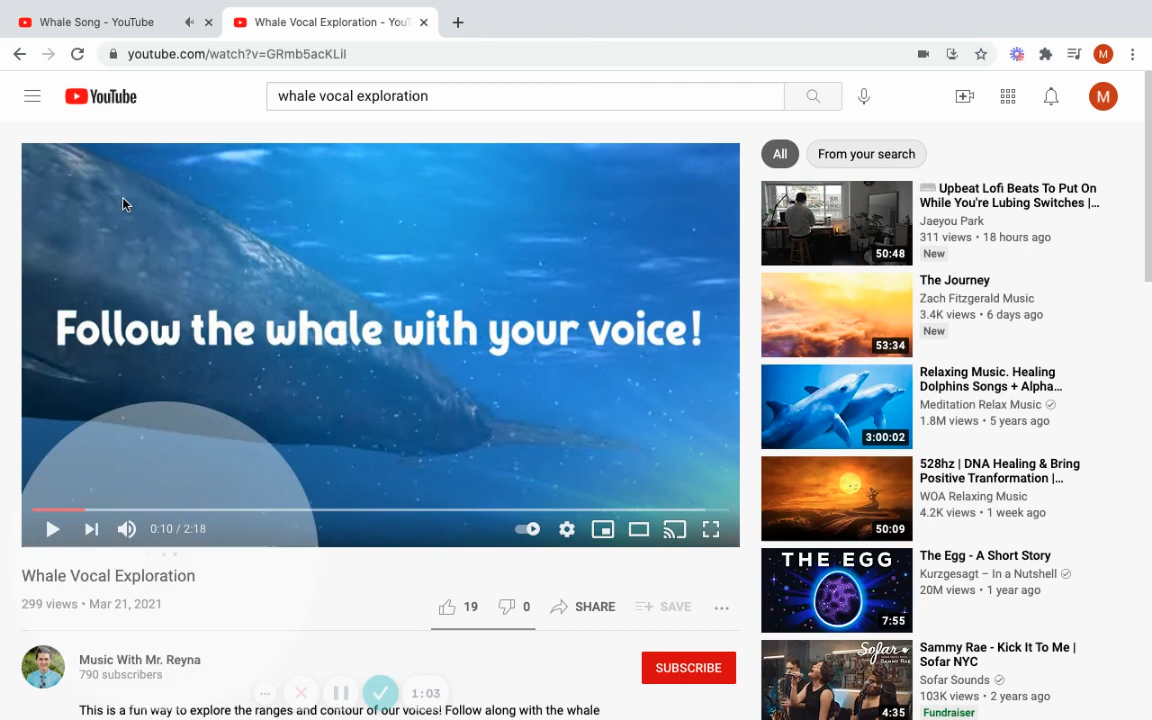 Whale Song - YouTube
Whale Vocal Exploration - YouT
youtube.com/watch?v=GRmb5acKLiI
M
YouTube
whale vocal exploration
M
Follow the whale with your voice!
0:10 / 2:18
Whale Vocal Exploration
299 views • Mar 21, 2021
19
0
SHARE
SAVE
Music With Mr. Reyna
790 subscribers
SUBSCRIBE
1:03
This is a fun way to explore the ranges and contour of our voices! Follow along with the whale
All
From your search
50:48
Upbeat Lofi Beats To Put On
While You're Lubing Switches |...
Jaeyou Park
311 views • 18 hours ago
New
53:34
The Journey
Zach Fitzgerald Music
3.4K views • 6 days ago
New
3:00:02
Relaxing Music. Healing
Dolphins Songs + Alpha...
Meditation Relax Music
1.8M views • 5 years ago
50:09
528hz | DNA Healing & Bring
Positive Tranformation |...
WOA Relaxing Music
4.2K views • 1 week ago
THE EGG
7:55
The Egg - A Short Story
Kurzgesagt – In a Nutshell
20M views • 1 year ago
Sofar
SAMMY RAE
4:35
Sammy Rae - Kick It To Me |
Sofar NYC
Sofar Sounds
103K views • 2 years ago
Fundraiser